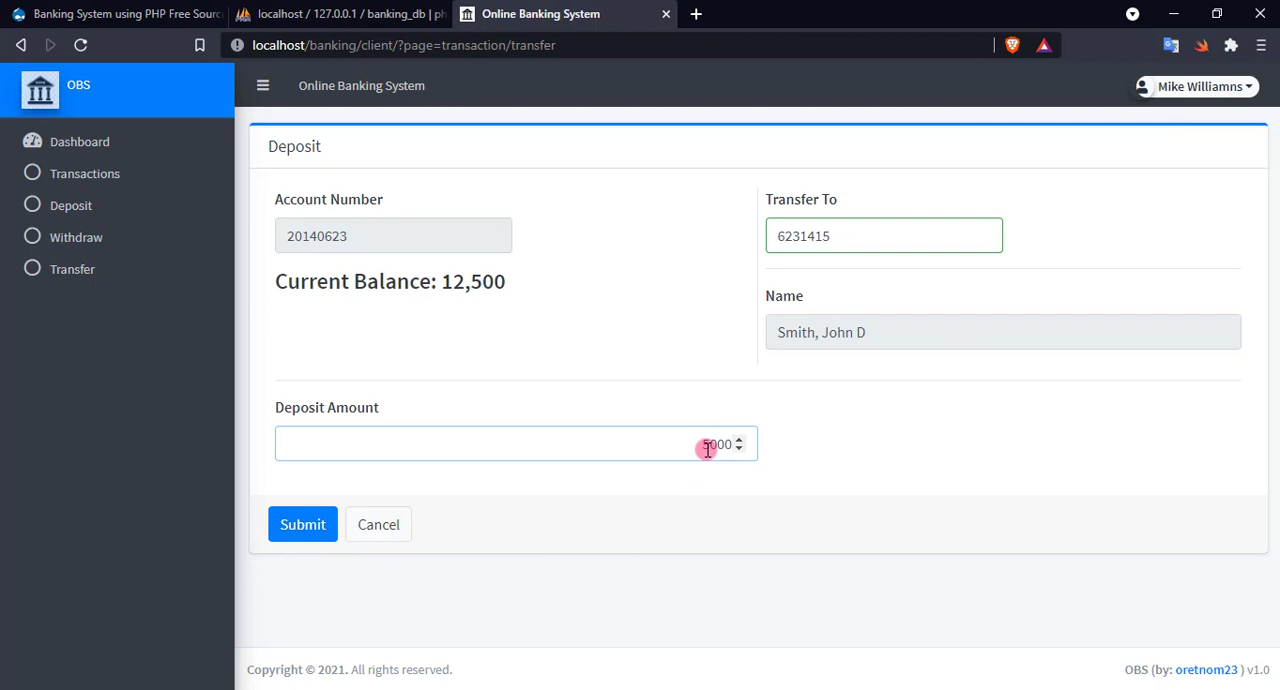 Banking System using PHP Free Sourc
localhost / 127.0.0.1 / banking_db | ph
Online Banking System
localhost/banking/client/?page=transaction/transfer
OBS
Online Banking System
Mike Williamns
Dashboard
Transactions
Deposit
Withdraw
Transfer
Deposit
Account Number
20140623
Current Balance: 12,500
Transfer To
6231415
Name
Smith, John D
Deposit Amount
5000
Submit
Cancel
Copyright © 2021. All rights reserved.
OBS (by: oretnom23 ) v1.0